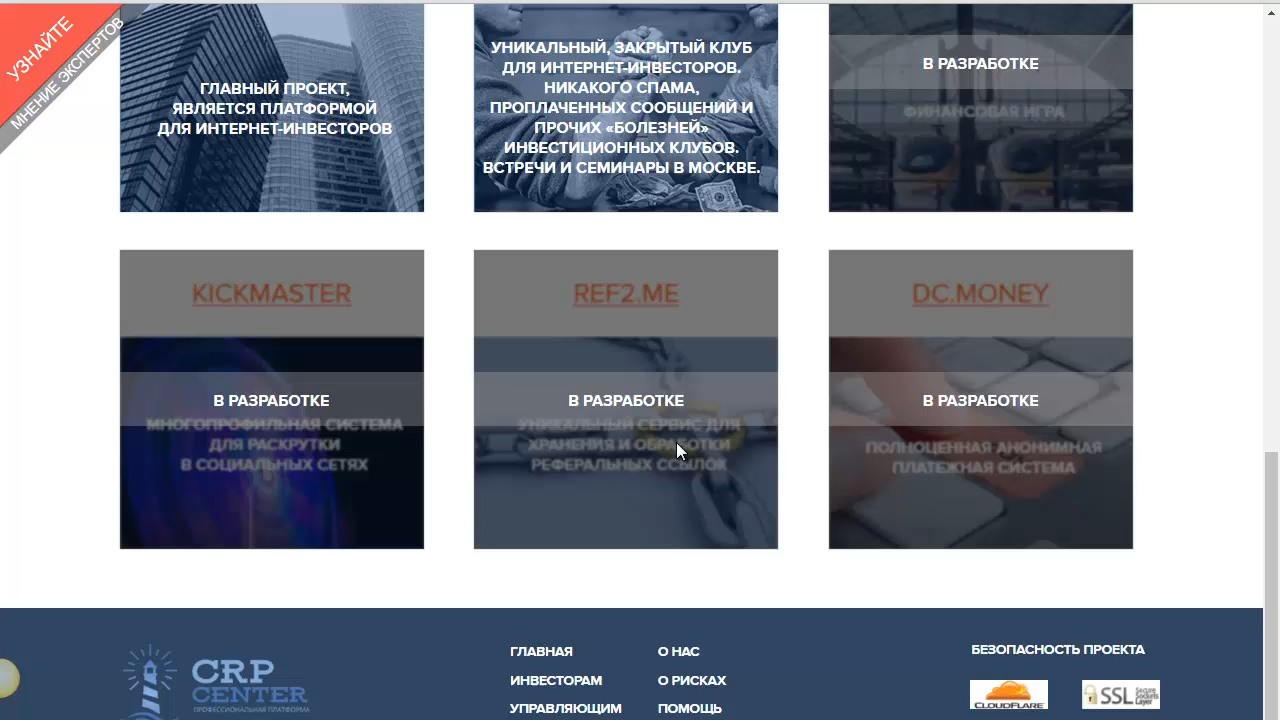 УЗНАЙТЕ
МНЕНИЕ ЭКСПЕРТОВ
ГЛАВНЫЙ ПРОЕКТ,
ЯВЛЯЕТСЯ ПЛАТФОРМОЙ
ДЛЯ ИНТЕРНЕТ-ИНВЕСТОРОВ
УНИКАЛЬНЫЙ, ЗАКРЫТЫЙ КЛУБ
ДЛЯ ИНТЕРНЕТ-ИНВЕСТОРОВ.
НИКАКОГО СПАМА,
ПРОПЛАЧЕННЫХ СООБЩЕНИЙ И
ПРОЧИХ «БОЛЕЗНЕЙ»
ИНВЕСТИЦИОННЫХ КЛУБОВ.
ВСТРЕЧИ И СЕМИНАРЫ В МОСКВЕ.
В РАЗРАБОТКЕ
ФИНАНСОВАЯ ИГРА
KICKMASTER
В РАЗРАБОТКЕ
МНОГОПРОФИЛЬНАЯ СИСТЕМА
ДЛЯ РАСКРУТКИ
В СОЦИАЛЬНЫХ СЕТЯХ
REF2.ME
В РАЗРАБОТКЕ
УНИКАЛЬНЫЙ СЕРВИС ДЛЯ
ХРАНЕНИЯ И ОБРАБОТКИ
РЕФЕРАЛЬНЫХ ССЫЛОК
DC.MONEY
В РАЗРАБОТКЕ
ПОЛНОЦЕННАЯ АНОНИМНАЯ
ПЛАТЕЖНАЯ СИСТЕМА
CRP
CENTER
ПРОФЕССИОНАЛЬНАЯ ПЛАТФОРМА
ГЛАВНАЯ
ИНВЕСТОРАМ
УПРАВЛЯЮЩИМ
О НАС
О РИСКАХ
ПОМОЩЬ
БЕЗОПАСНОСТЬ ПРОЕКТА
CLOUDFLARE
SSL Secure
Sockets
Layer